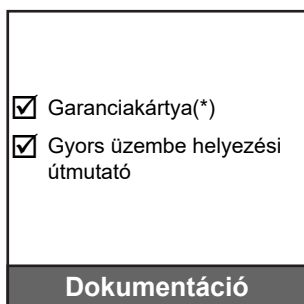 ☑ Garanciakártya(*)
☑ Gyors üzembe helyezési
útmutató
Dokumentáció